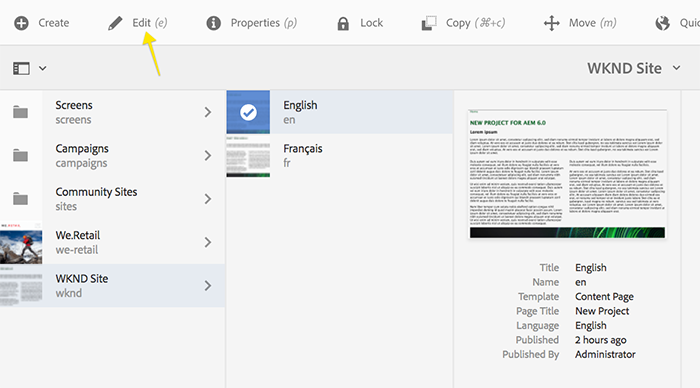 Create Edit (e) Properties (p) Lock Copy (⌘+c) Move (m) Quic
WKND Site
Screens
screens
Campaigns
campaigns
Community Sites
sites
We.Retail
we-retail
WKND Site
wknd
English
en
Français
fr
NEW PROJECT FOR AEM 6.0
Lorem ipsum
Title English
Name en
Template Content Page
Page Title New Project
Language English
Published 2 hours ago
Published By Administrator